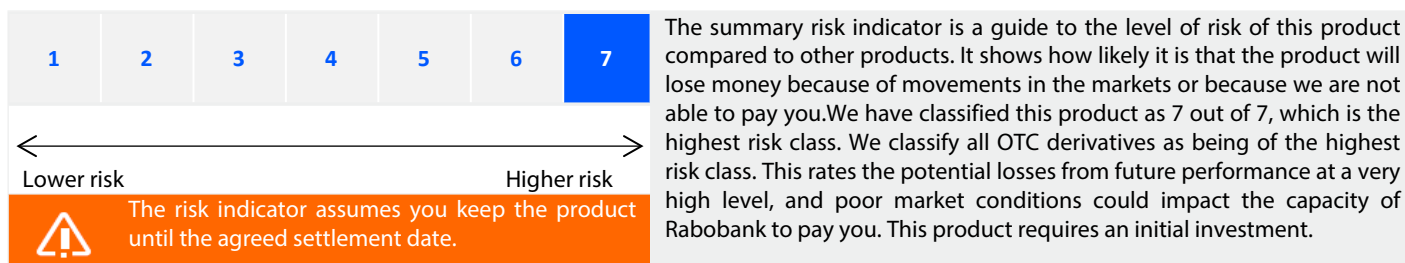 1 2 3 4 5 6 7
Lower risk Higher risk
The risk indicator assumes you keep the product
until the agreed settlement date.
The summary risk indicator is a guide to the level of risk of this product
compared to other products. It shows how likely it is that the product will
lose money because of movements in the markets or because we are not
able to pay you.We have classified this product as 7 out of 7, which is the
highest risk class. We classify all OTC derivatives as being of the highest
risk class. This rates the potential losses from future performance at a very
high level, and poor market conditions could impact the capacity of
Rabobank to pay you. This product requires an initial investment.